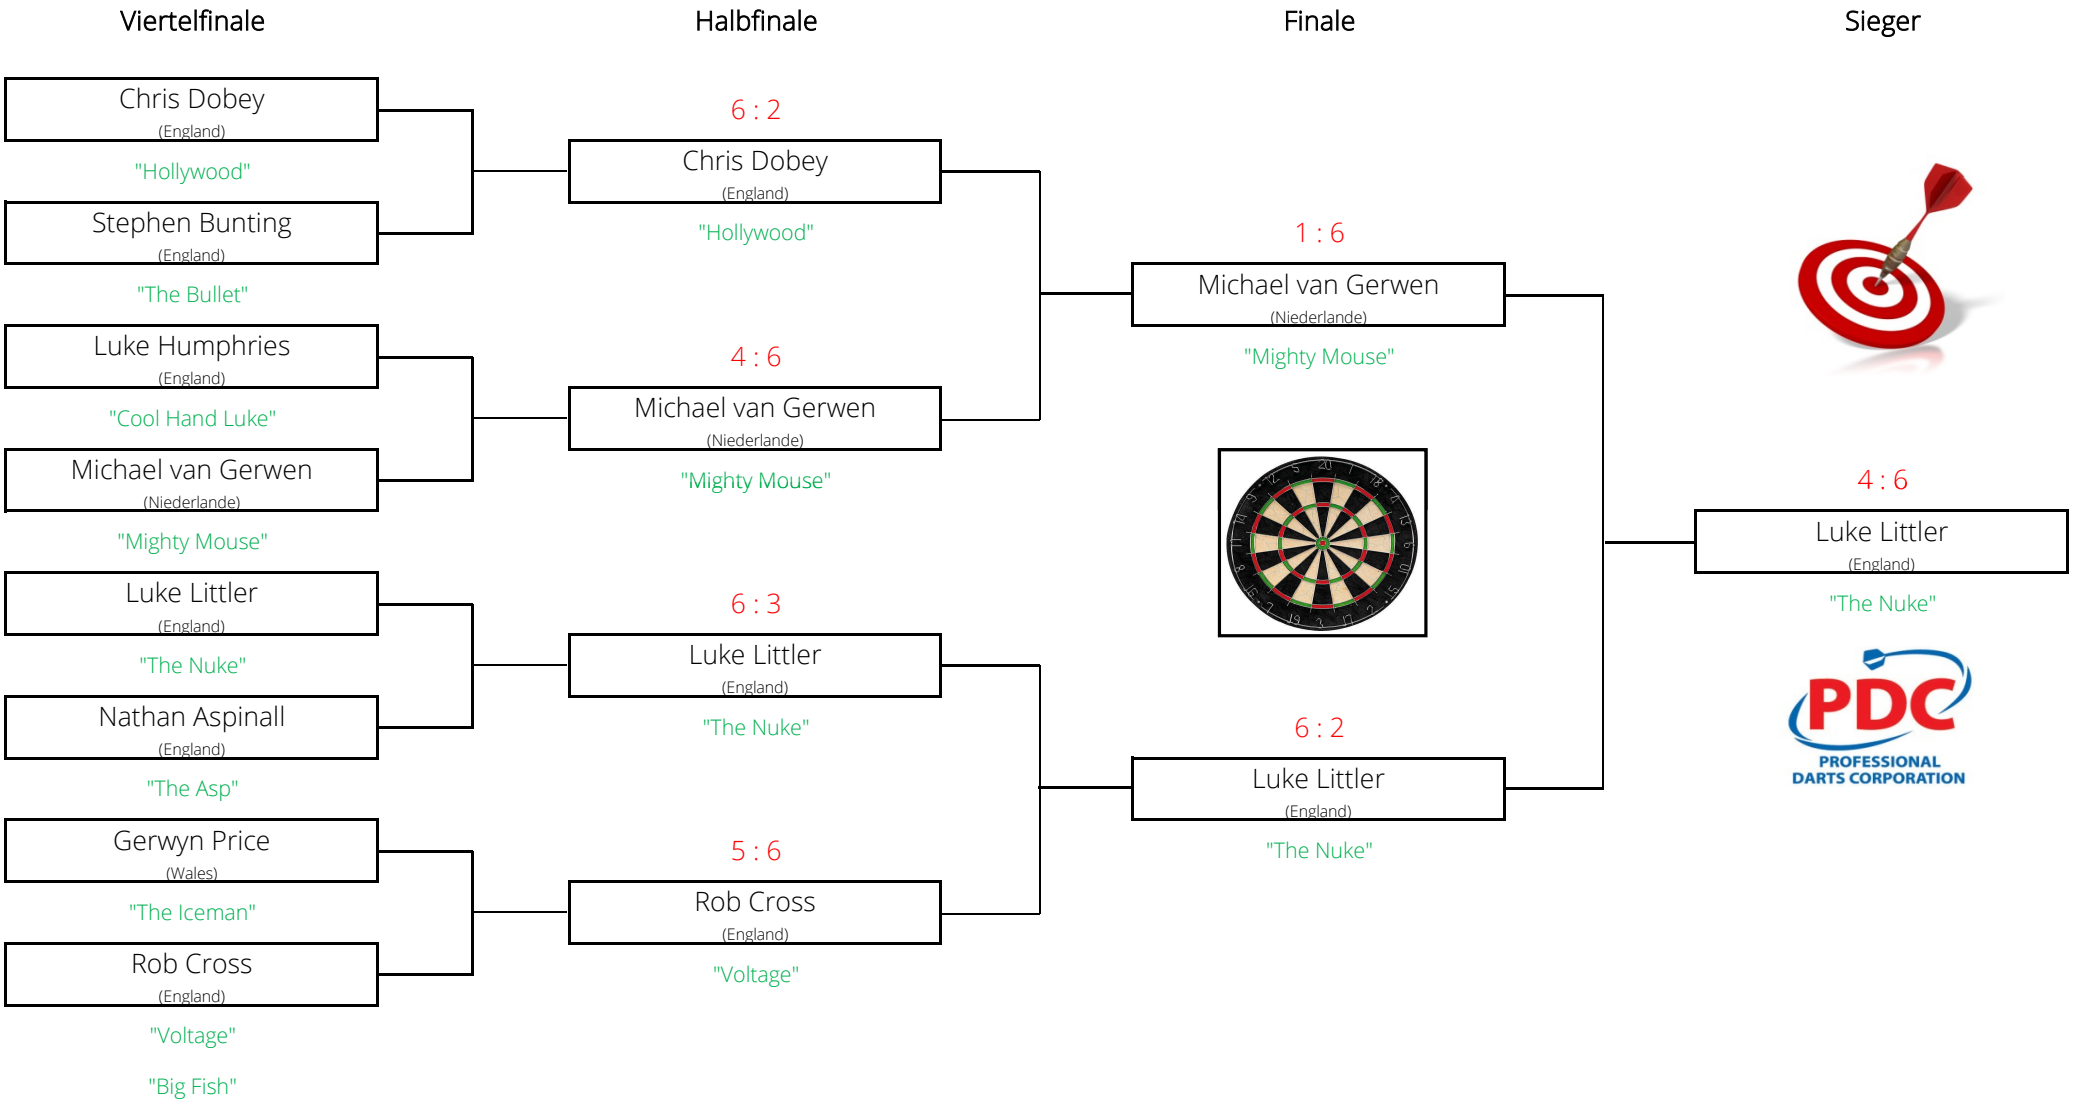 Viertelfinale
Halbfinale
Finale
Sieger
Chris Dobey
(England)
"Hollywood"
Stephen Bunting
(England)
"The Bullet"
Luke Humphries
(England)
"Cool Hand Luke"
Michael van Gerwen
(Niederlande)
"Mighty Mouse"
Luke Littler
(England)
"The Nuke"
Nathan Aspinall
(England)
"The Asp"
Gerwyn Price
(Wales)
"The Iceman"
Rob Cross
(England)
"Voltage"
"Big Fish"
6 : 2
Chris Dobey
(England)
"Hollywood"
4 : 6
Michael van Gerwen
(Niederlande)
"Mighty Mouse"
6 : 3
Luke Littler
(England)
"The Nuke"
5 : 6
Rob Cross
(England)
"Voltage"
1 : 6
Michael van Gerwen
(Niederlande)
"Mighty Mouse"
6 : 2
Luke Littler
(England)
"The Nuke"
4 : 6
Luke Littler
(England)
"The Nuke"
PDC
PROFESSIONAL
DARTS CORPORATION